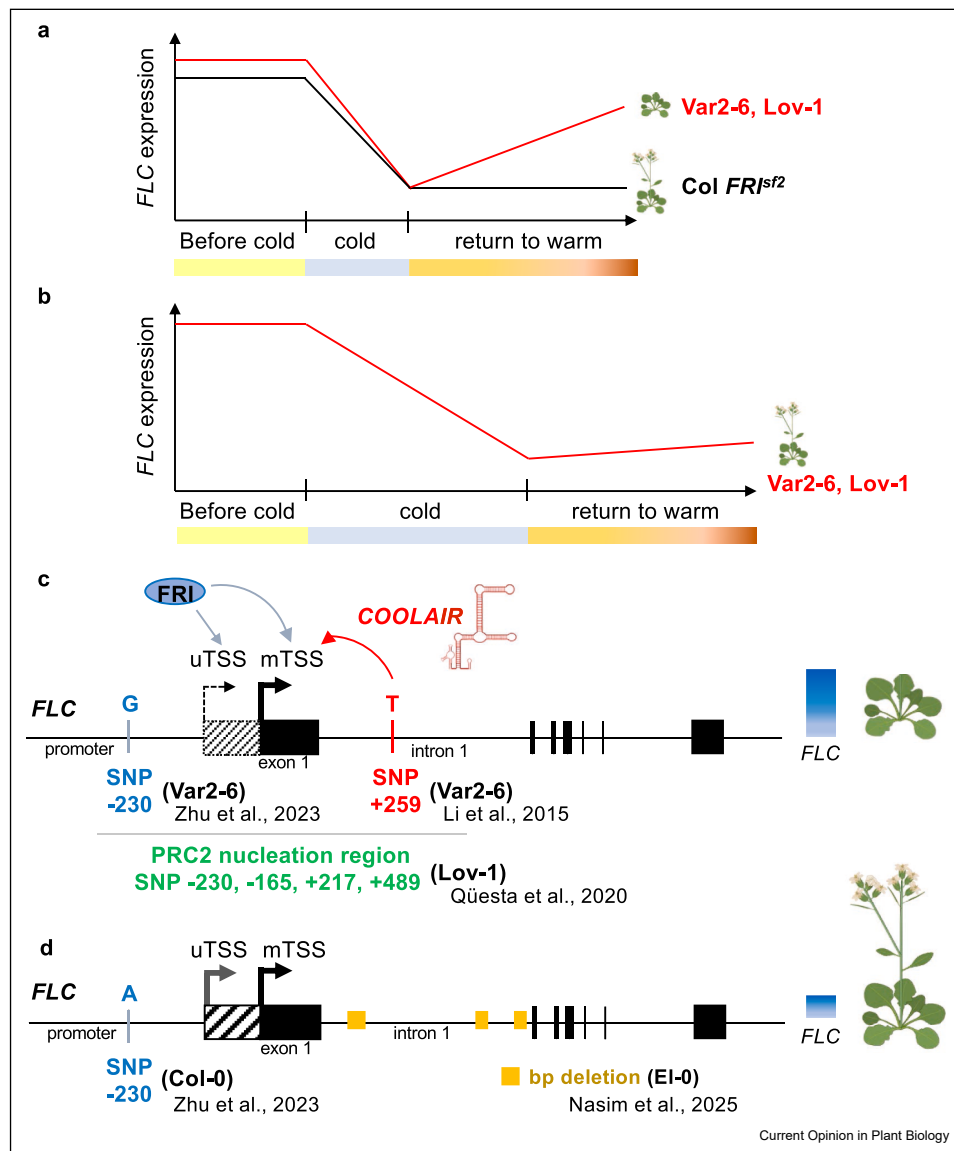 a
FLC expression
Var2-6, Lov-1
Col FRIsf2
Before cold
cold
return to warm
b
FLC expression
Var2-6, Lov-1
Before cold
cold
return to warm
c
FRI
COOLAIR
uTSS
mTSS
FLC
G
T
promoter
exon 1
intron 1
FLC
SNP
-230
(Var2-6)
Zhu et al., 2023
SNP
+259
(Var2-6)
Li et al., 2015
PRC2 nucleation region
SNP -230, -165, +217, +489
(Lov-1)
Qüesta et al., 2020
d
uTSS
mTSS
FLC
A
promoter
exon 1
intron 1
FLC
SNP
-230
(Col-0)
Zhu et al., 2023
bp deletion (El-0)
Nasim et al., 2025
Current Opinion in Plant Biology